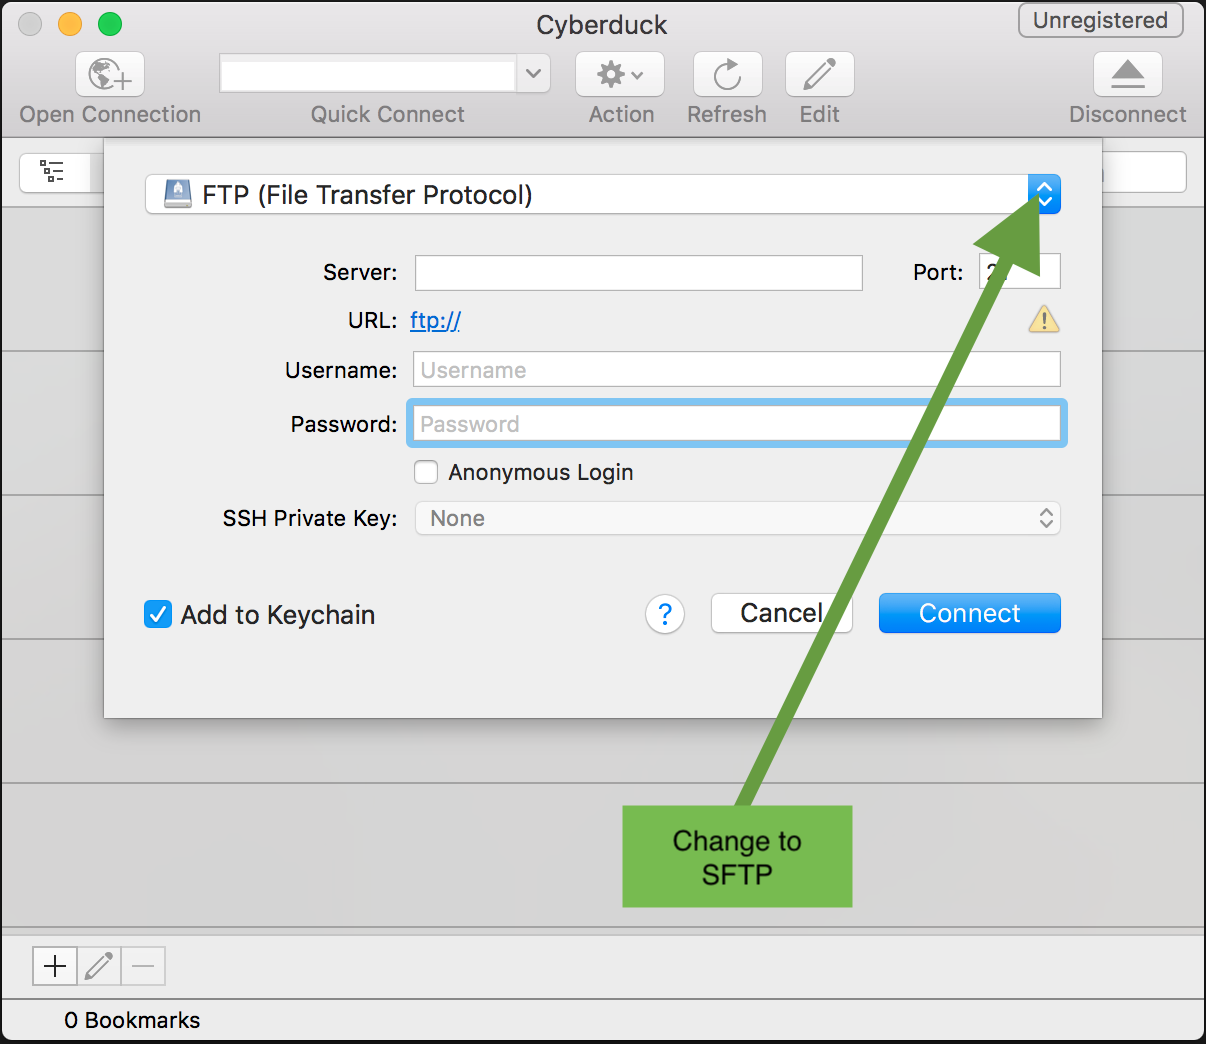 Cyberduck
Unregistered
Open Connection
Quick Connect
Action
Refresh
Edit
Disconnect
FTP (File Transfer Protocol)
Server:
Port:
URL: ftp://
Username: Username
Password: Password
Anonymous Login
SSH Private Key: None
Add to Keychain
?
Cancel
Connect
Change to
SFTP
0 Bookmarks